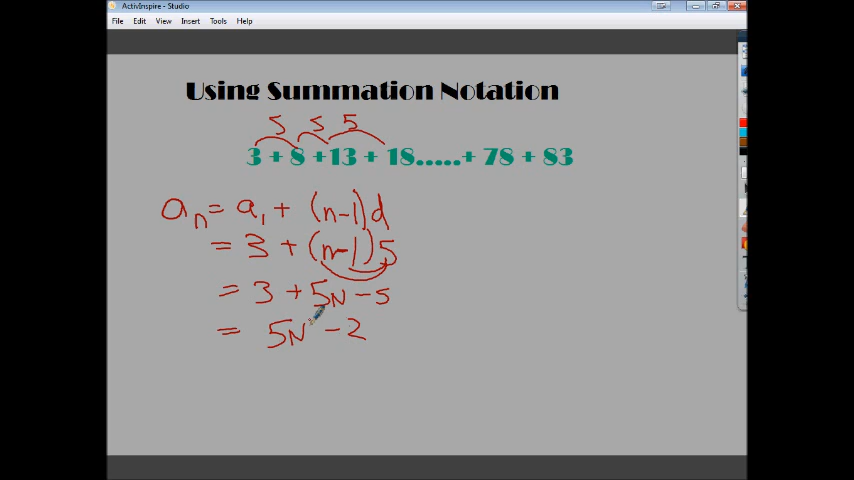 ActivInspire - Studio
File Edit View Insert Tools Help
Using Summation Notation
5 5 5
3 + 8 +13 + 18.....+ 78 + 83
an = a1 + (n-1)d
= 3 + (n-1)5
= 3 + 5N - 5
= 5N - 2